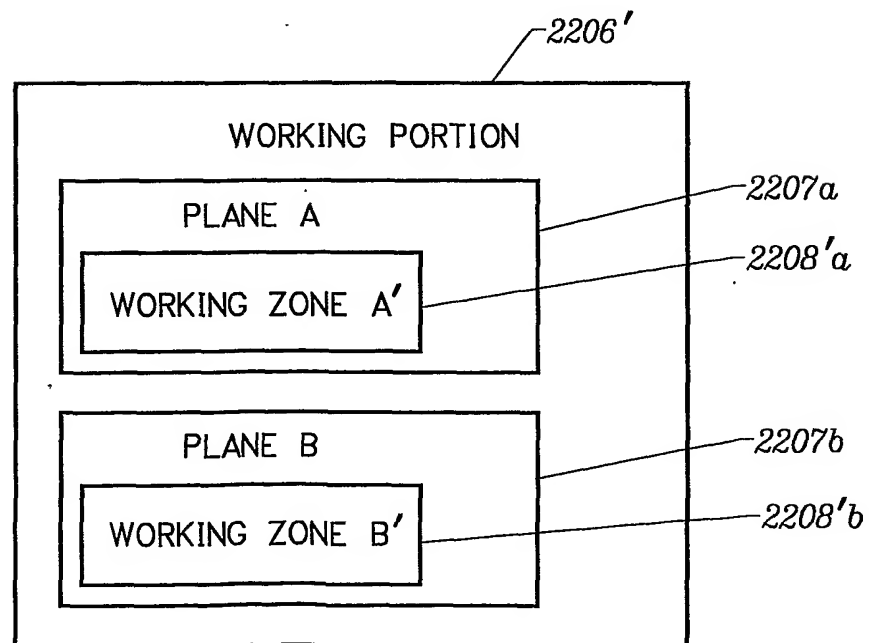 2206'
WORKING PORTION
2207a
PLANE A
2208'a
WORKING ZONE A'
2207b
PLANE B
2208'b
WORKING ZONE B'